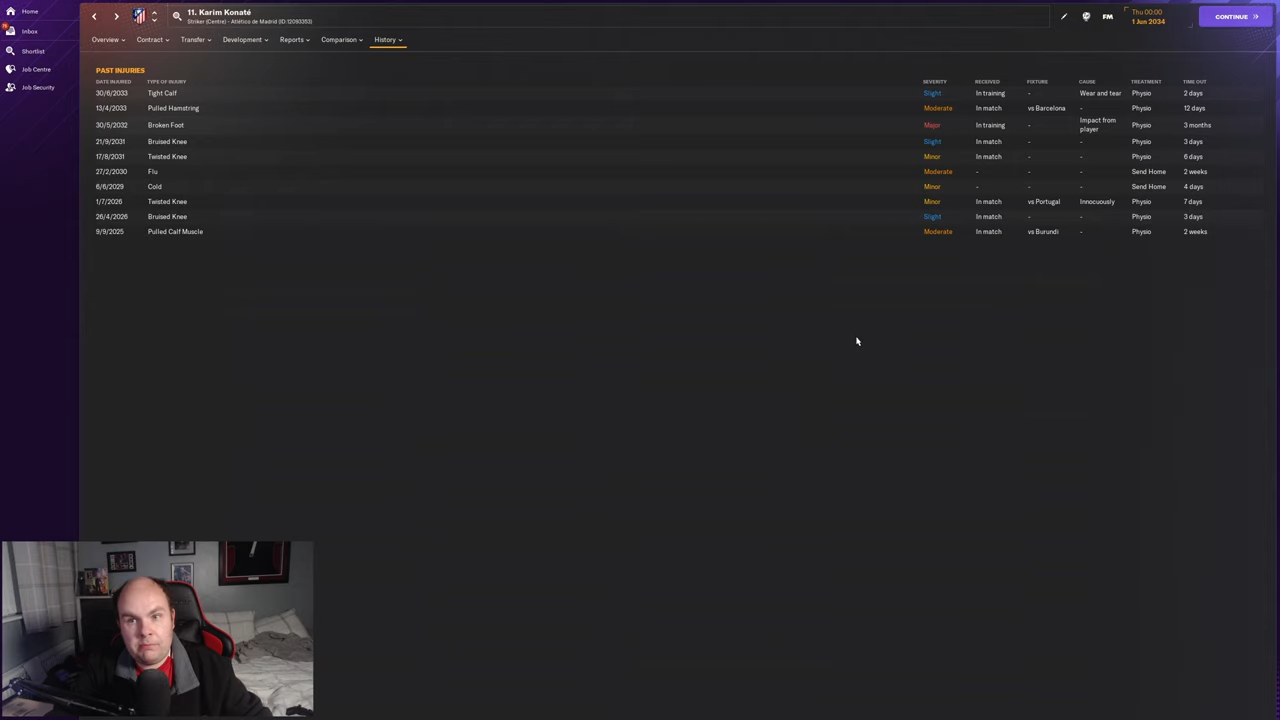 11. Karim Konaté
Striker (Centre) - Atlético de Madrid (ID:12093353)
FM
Thu 00:00
1 Jun 2034
CONTINUE
Home
Inbox
Shortlist
Job Centre
Job Security
Overview Contract Transfer Development Reports Comparison History
PAST INJURIES
DATE INJURED TYPE OF INJURY SEVERITY RECEIVED FIXTURE CAUSE TREATMENT TIME OUT
30/6/2033 Tight Calf Slight In training - Wear and tear Physio 2 days
13/4/2033 Pulled Hamstring Moderate In match vs Barcelona - Physio 12 days
30/5/2032 Broken Foot Major In training - Impact from player Physio 3 months
21/9/2031 Bruised Knee Slight In match - - Physio 3 days
17/8/2031 Twisted Knee Minor In match - - Physio 6 days
27/2/2030 Flu Moderate - - - Send Home 2 weeks
6/6/2029 Cold Minor - - - Send Home 4 days
1/7/2026 Twisted Knee Minor In match vs Portugal Innocuously Physio 7 days
26/4/2026 Bruised Knee Slight In match - - Physio 3 days
9/9/2025 Pulled Calf Muscle Moderate In match vs Burundi - Physio 2 weeks